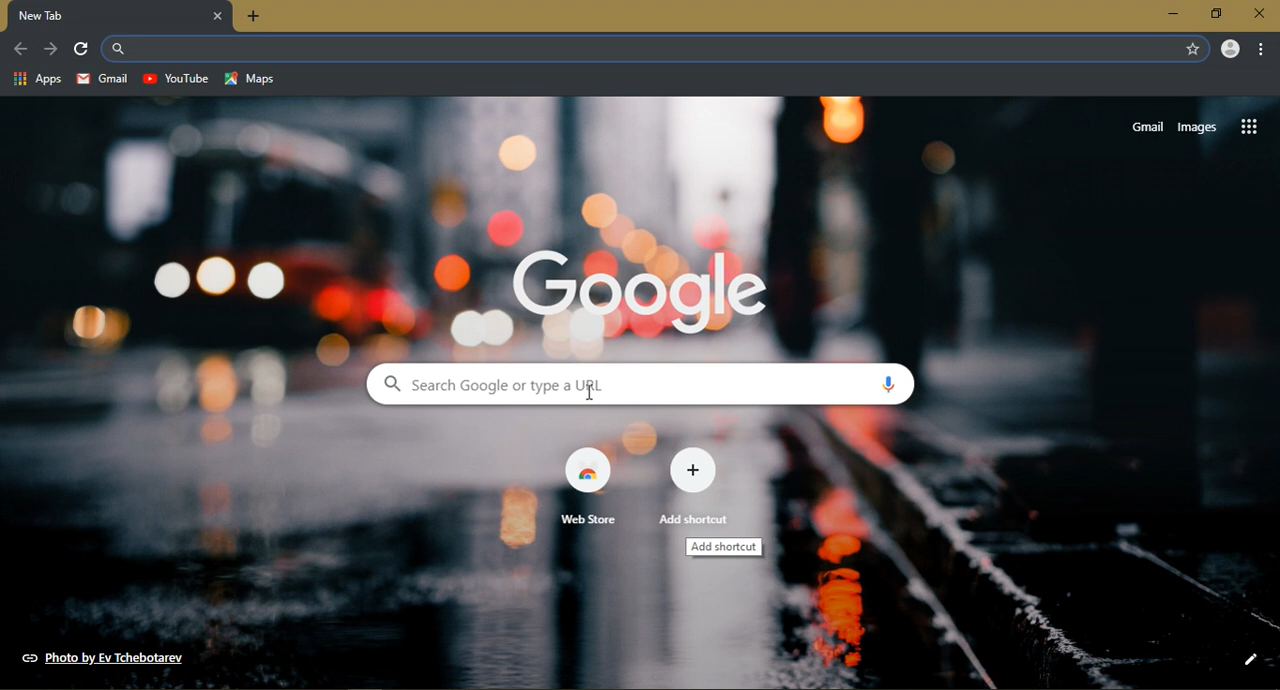 New Tab
Apps Gmail YouTube Maps
Gmail Images
Google
Search Google or type a URL
Web Store Add shortcut
Add shortcut
Photo by Ev Tchebotarev